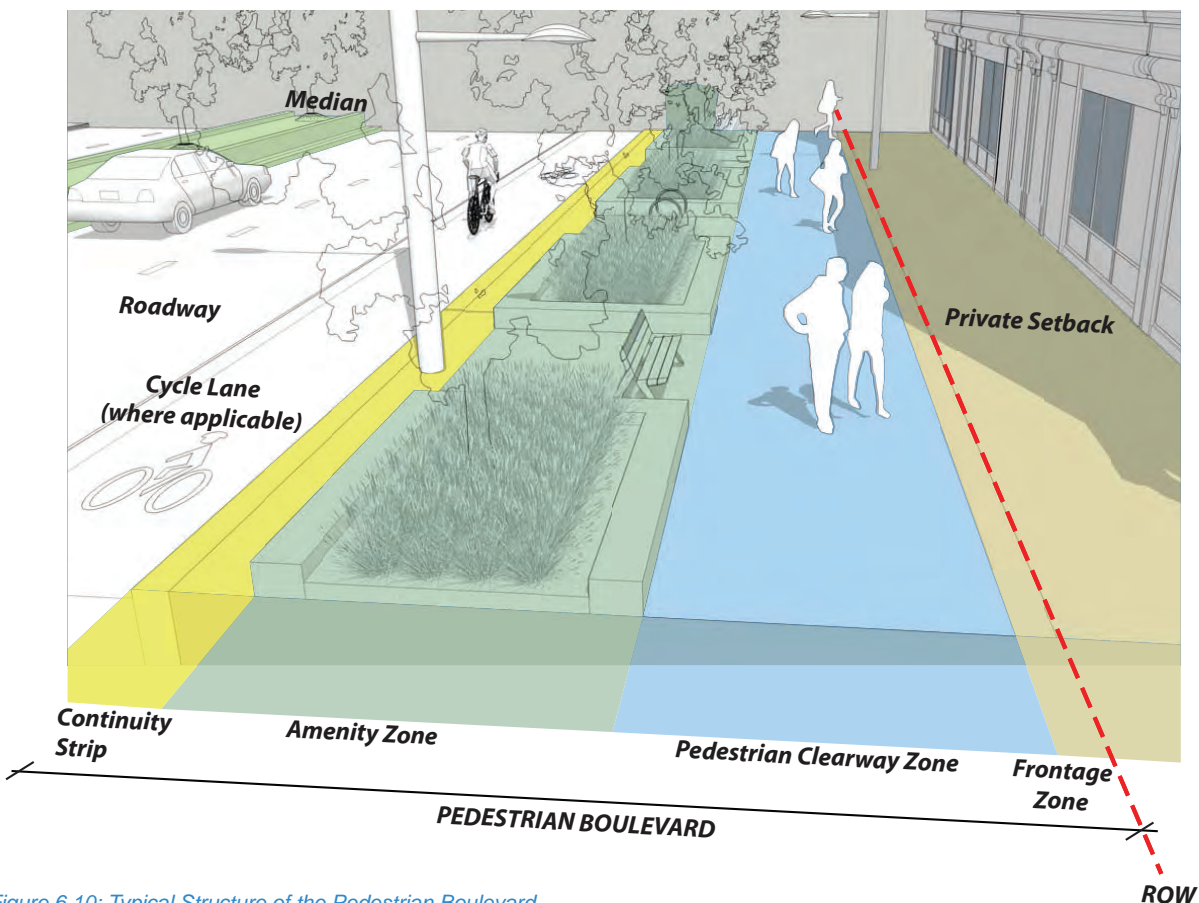 Median
Roadway
Cycle Lane
(where applicable)
Private Setback
Continuity
Strip
Amenity Zone
Pedestrian Clearway Zone
Frontage
Zone
PEDESTRIAN BOULEVARD
ROW
Figure 6.10: Typical Structure of the Pedestrian Boulevard